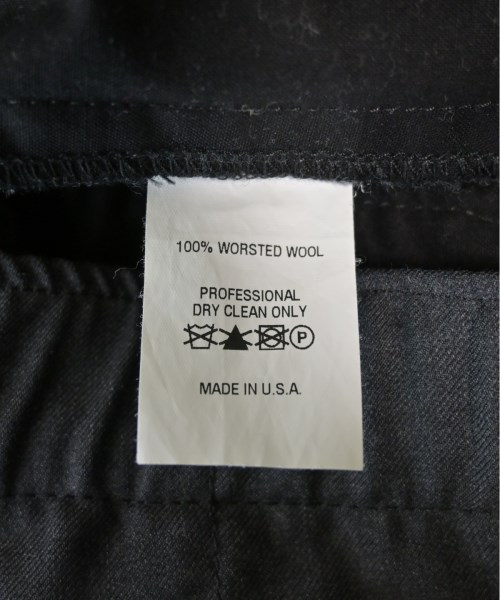 100% WORSTED WOOL
PROFESSIONAL
DRY CLEAN ONLY
P
MADE IN U.S.A.